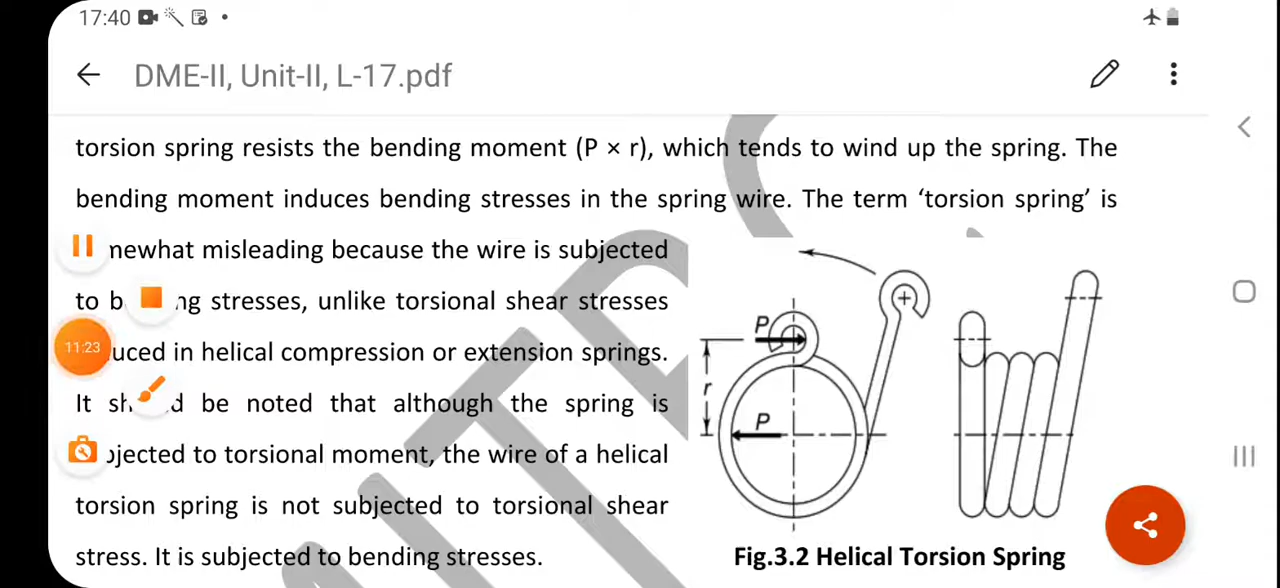 17:40
DME-II, Unit-II, L-17.pdf
torsion spring resists the bending moment (P × r), which tends to wind up the spring. The
bending moment induces bending stresses in the spring wire. The term ‘torsion spring’ is
mewhat misleading because the wire is subjected
to b ng stresses, unlike torsional shear stresses
11:23 uced in helical compression or extension springs.
It sh d be noted that although the spring is
jected to torsional moment, the wire of a helical
torsion spring is not subjected to torsional shear
stress. It is subjected to bending stresses.
P
r
P
Fig.3.2 Helical Torsion Spring